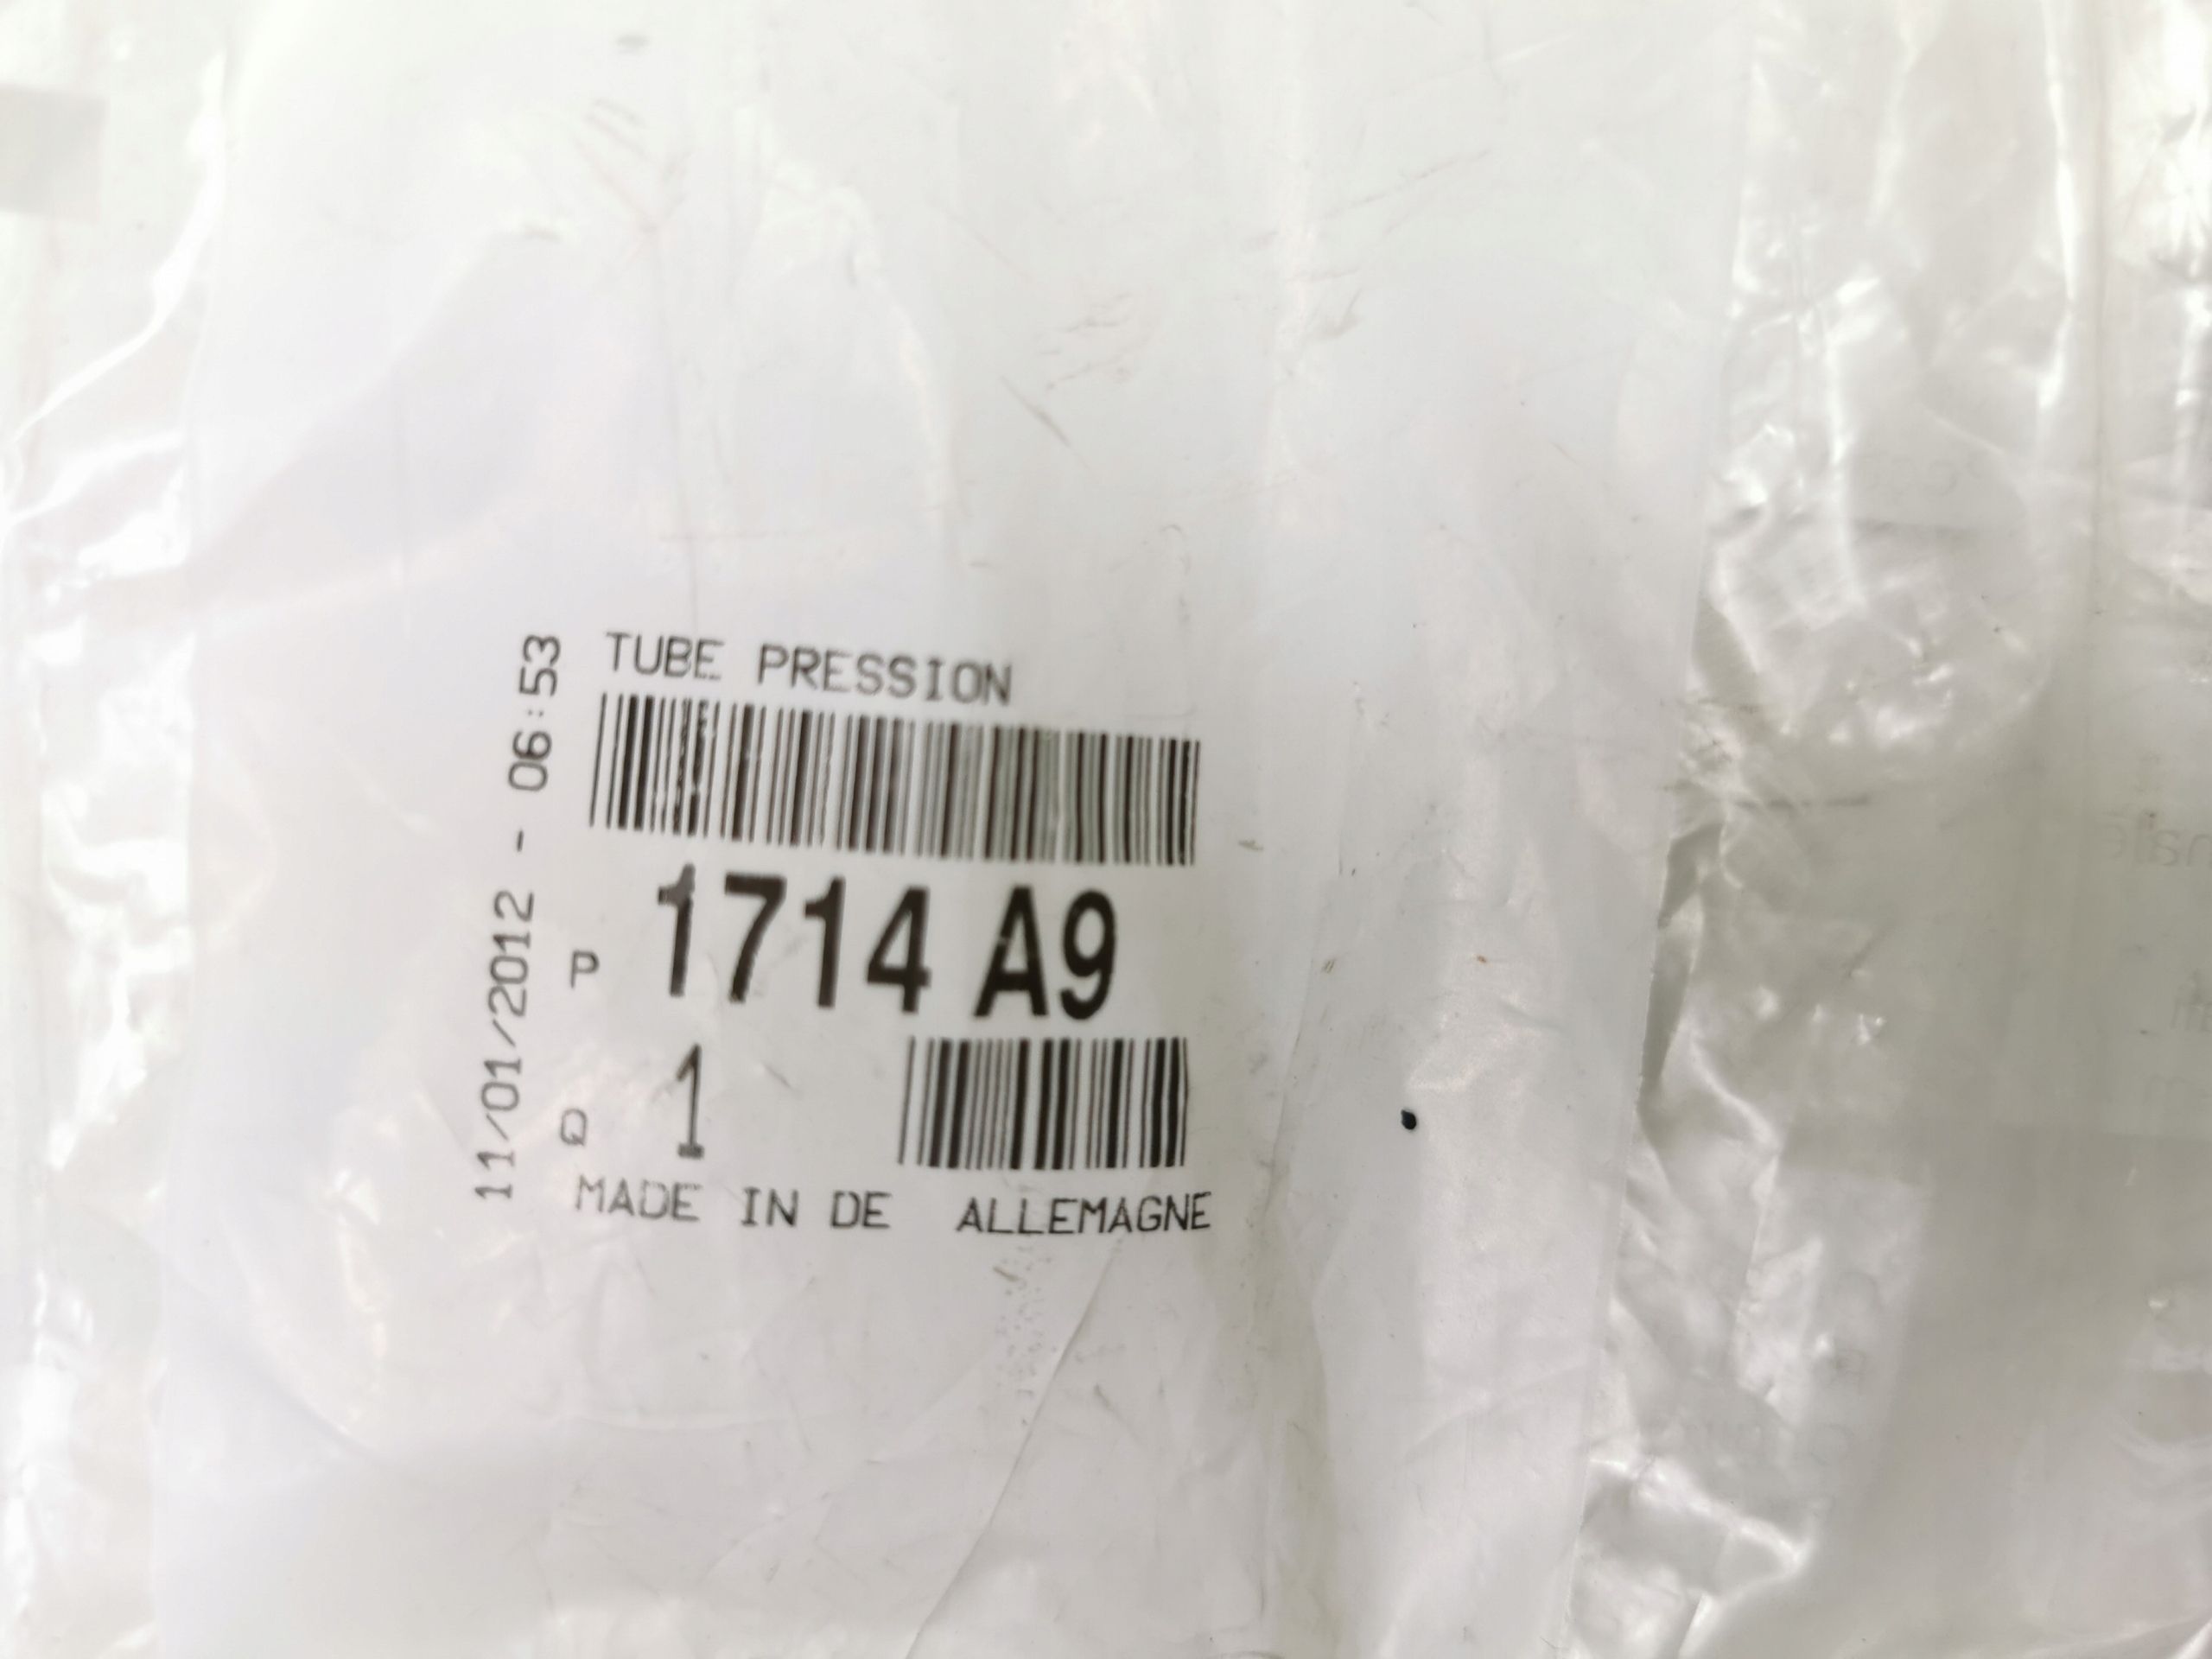 TUBE PRESSION
P 1714 A9
Q 1
MADE IN DE ALLEMAGNE
11/01/2012 - 06:53